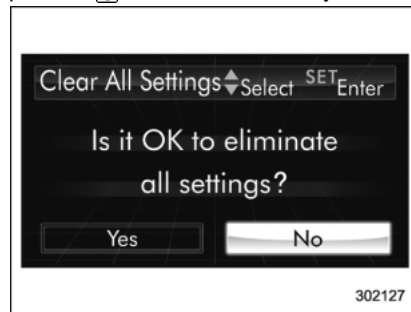 Clear All Settings Select SET Enter
Is it OK to eliminate
all settings?
Yes No
302127